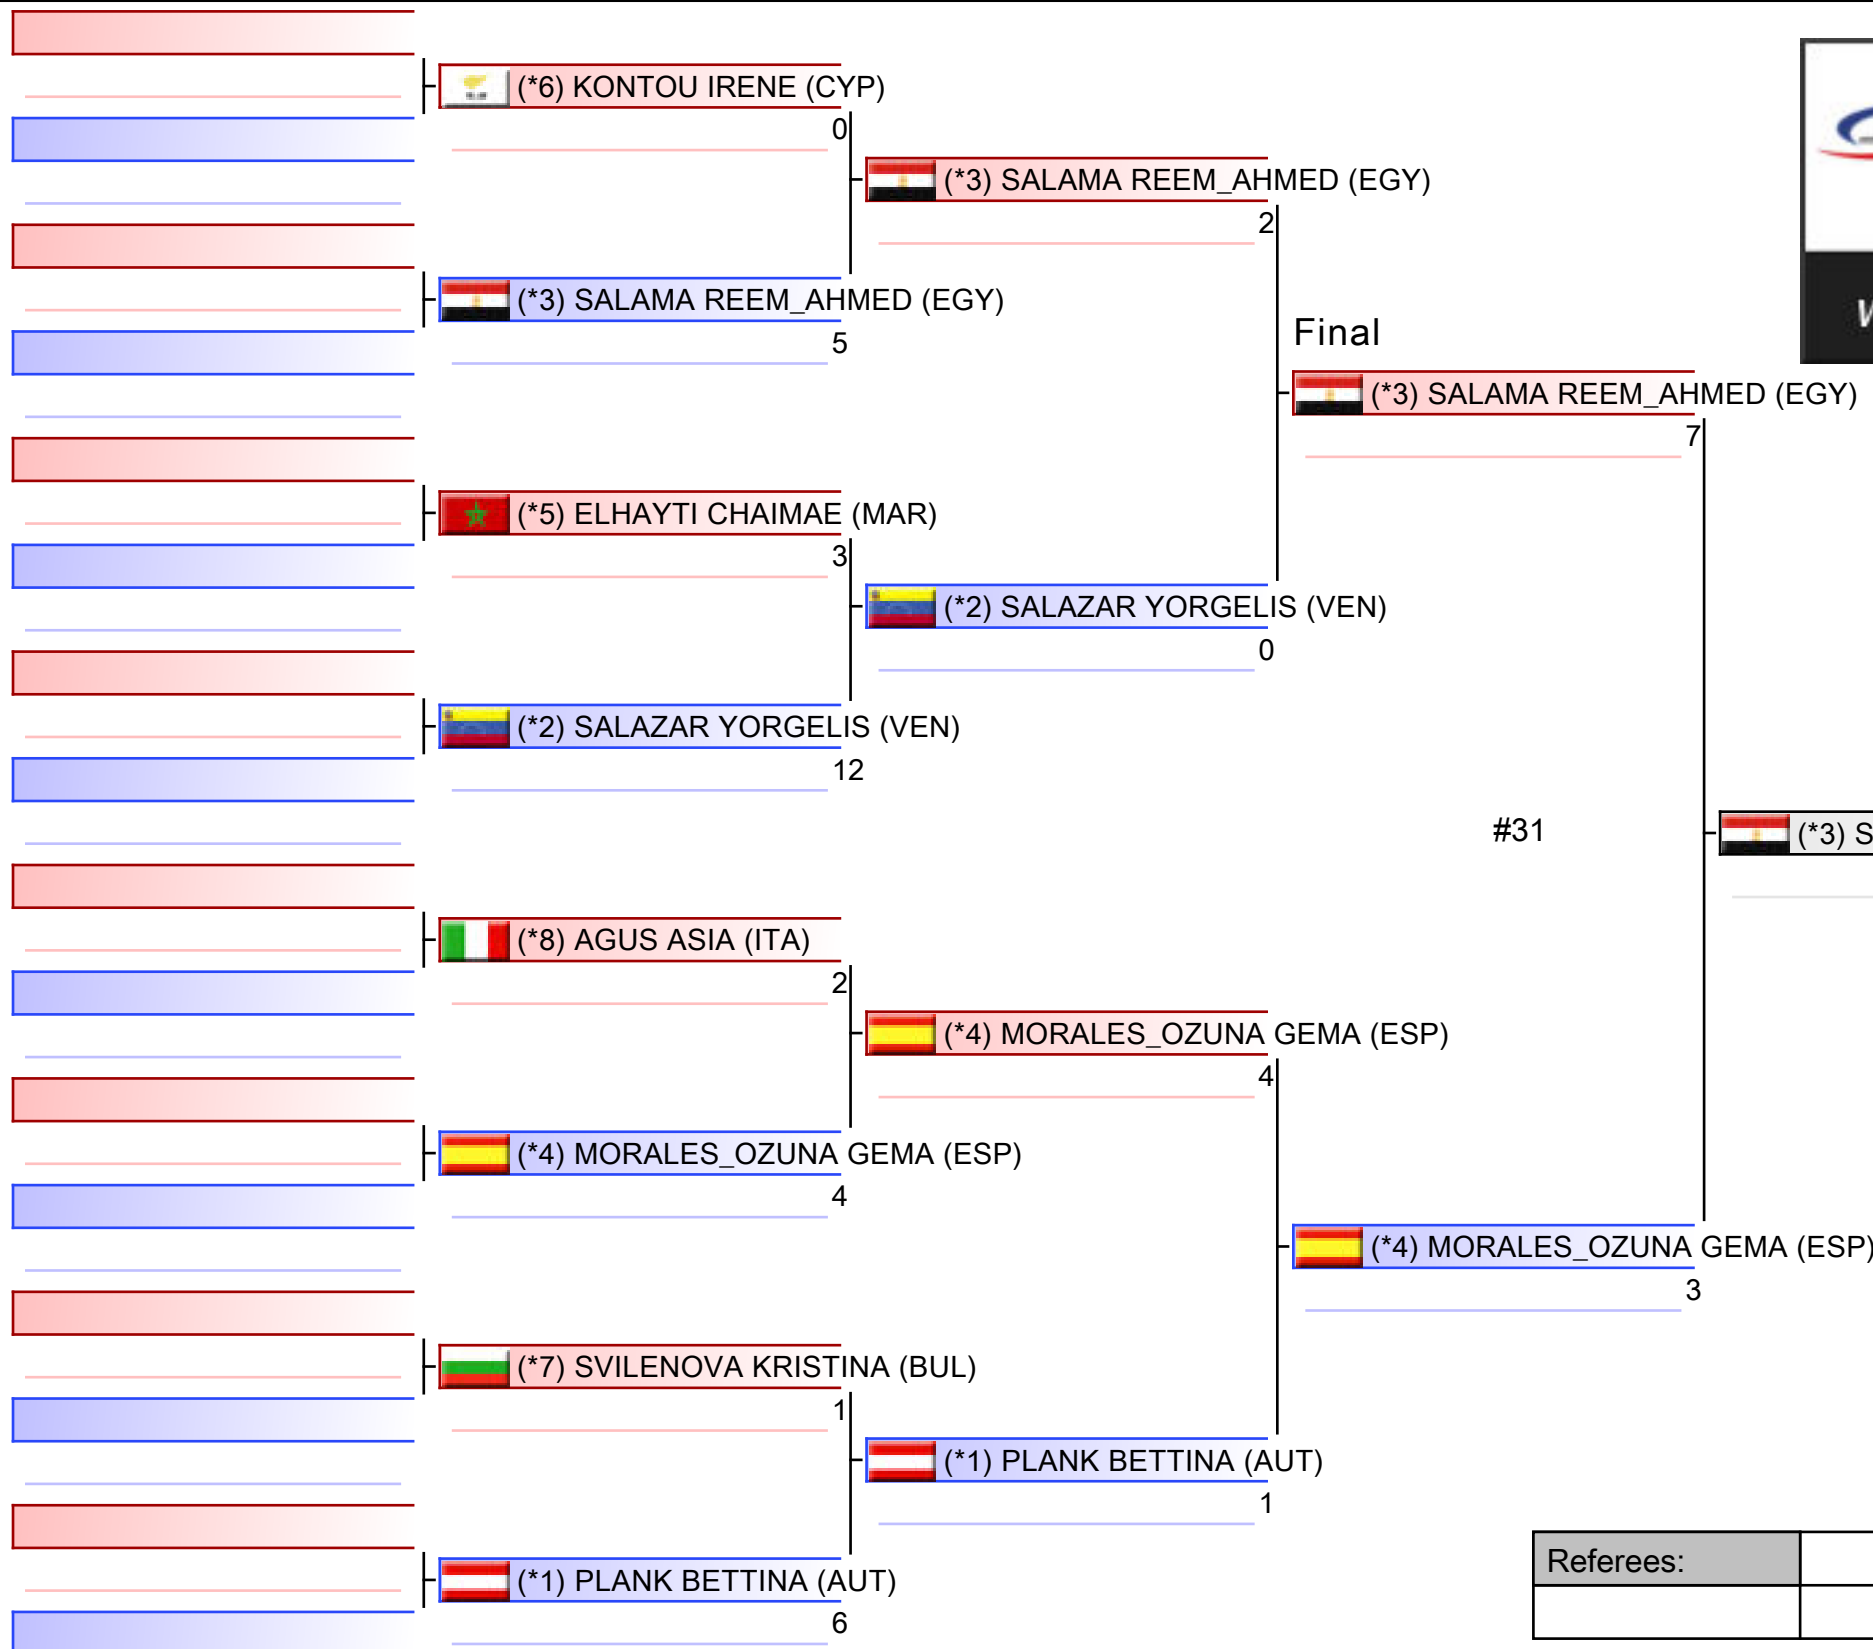 (*6) KONTOU IRENE (CYP)
0
(*3) SALAMA REEM_AHMED (EGY)
2
(*3) SALAMA REEM_AHMED (EGY)
5
Final
(*3) SALAMA REEM_AHMED (EGY)
7
(*5) ELHAYTI CHAIMAE (MAR)
3
(*2) SALAZAR YORGELIS (VEN)
0
(*2) SALAZAR YORGELIS (VEN)
12
#31
(*3) S
(*8) AGUS ASIA (ITA)
2
(*4) MORALES_OZUNA GEMA (ESP)
4
(*4) MORALES_OZUNA GEMA (ESP)
4
(*4) MORALES_OZUNA GEMA (ESP)
3
(*7) SVILENOVA KRISTINA (BUL)
1
(*1) PLANK BETTINA (AUT)
1
(*1) PLANK BETTINA (AUT)
6
Referees: